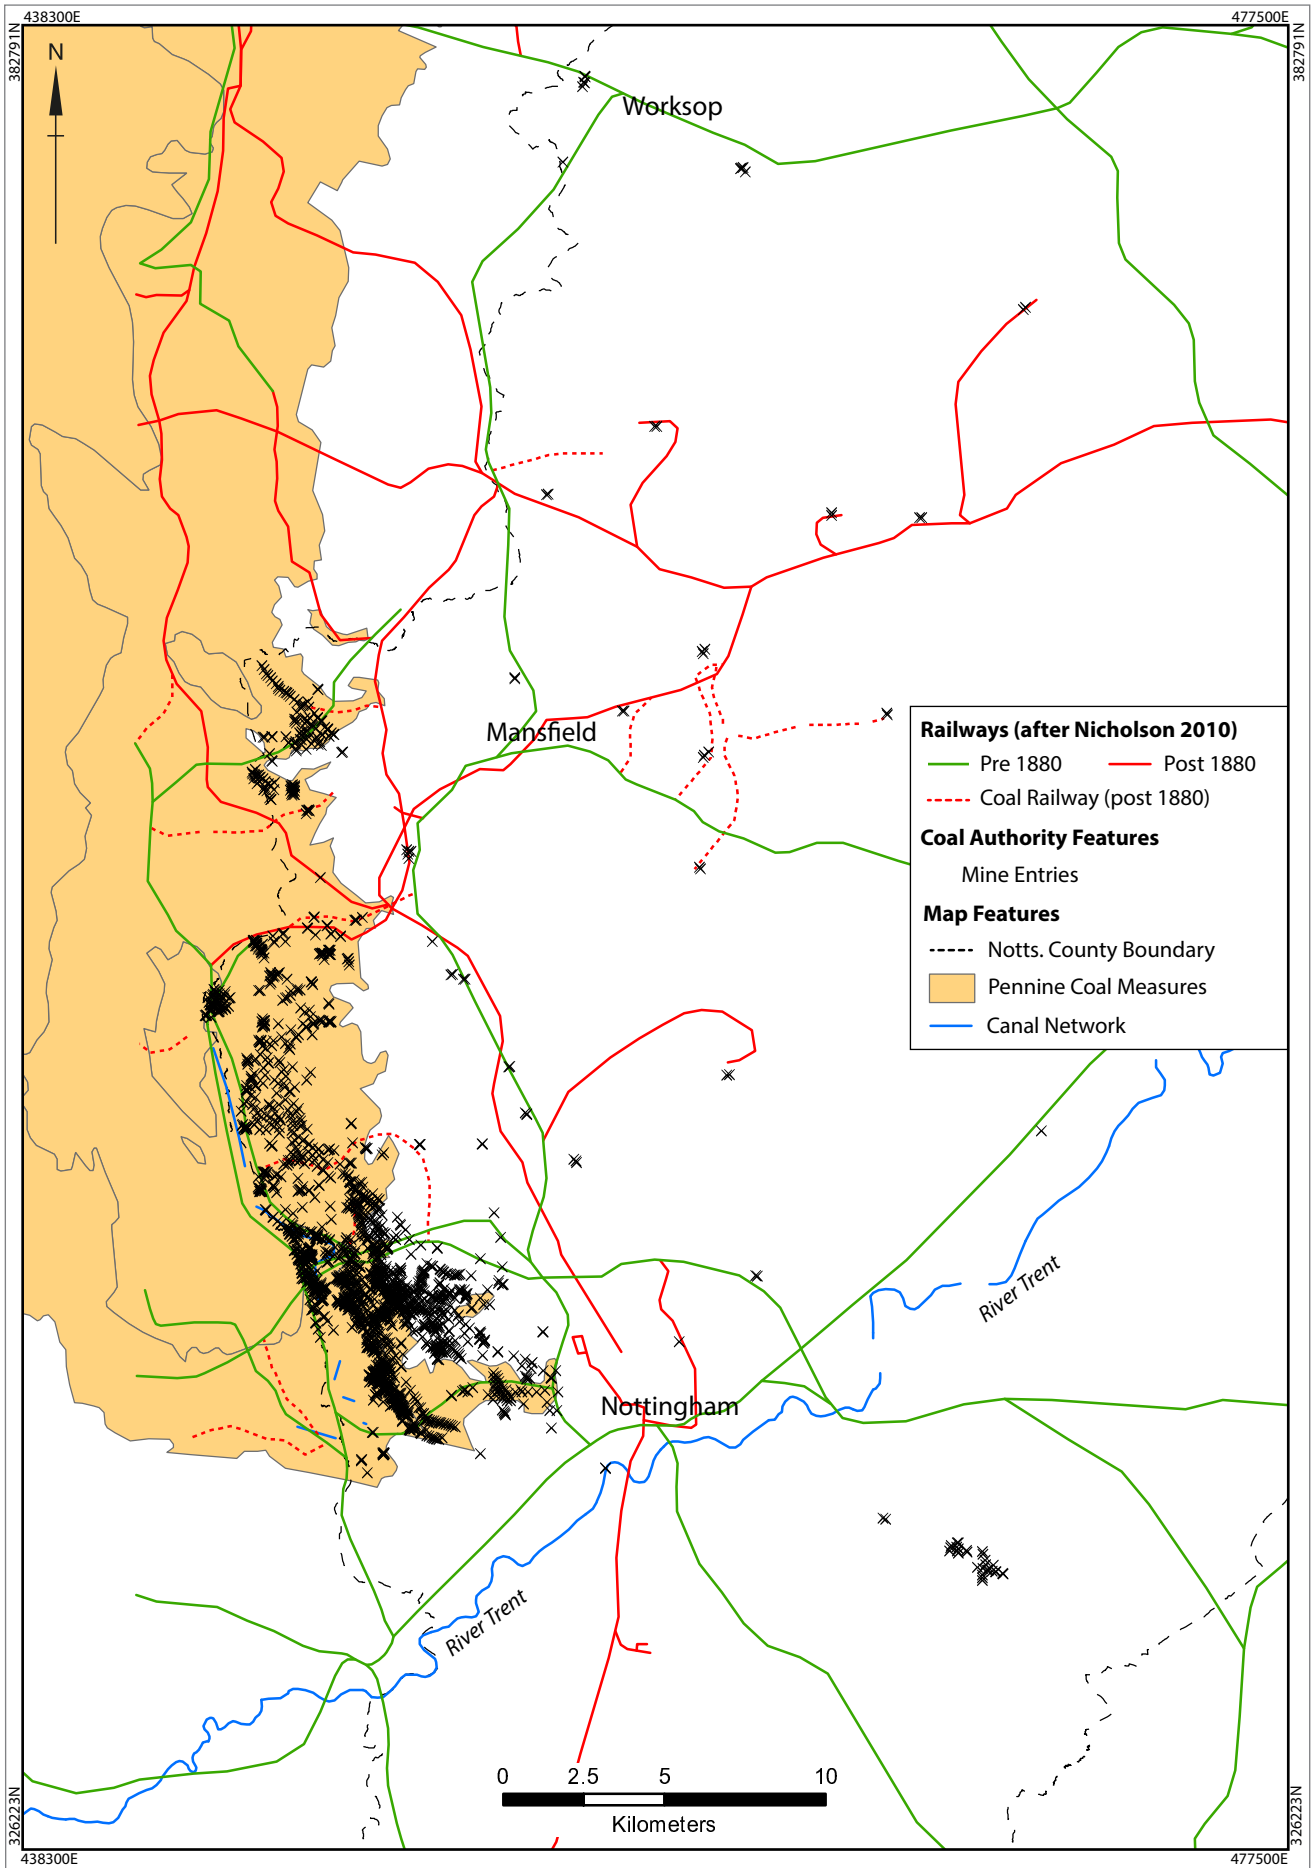 438300E
477500E
382791N
382791N
N
Worksop
Mansfield
Railways (after Nicholson 2010)
Pre 1880
Post 1880
Coal Railway (post 1880)
Coal Authority Features
Mine Entries
Map Features
Notts. County Boundary
Pennine Coal Measures
Canal Network
River Trent
Nottingham
River Trent
0 2.5 5 10
Kilometers
326223N
326223N
438300E
477500E